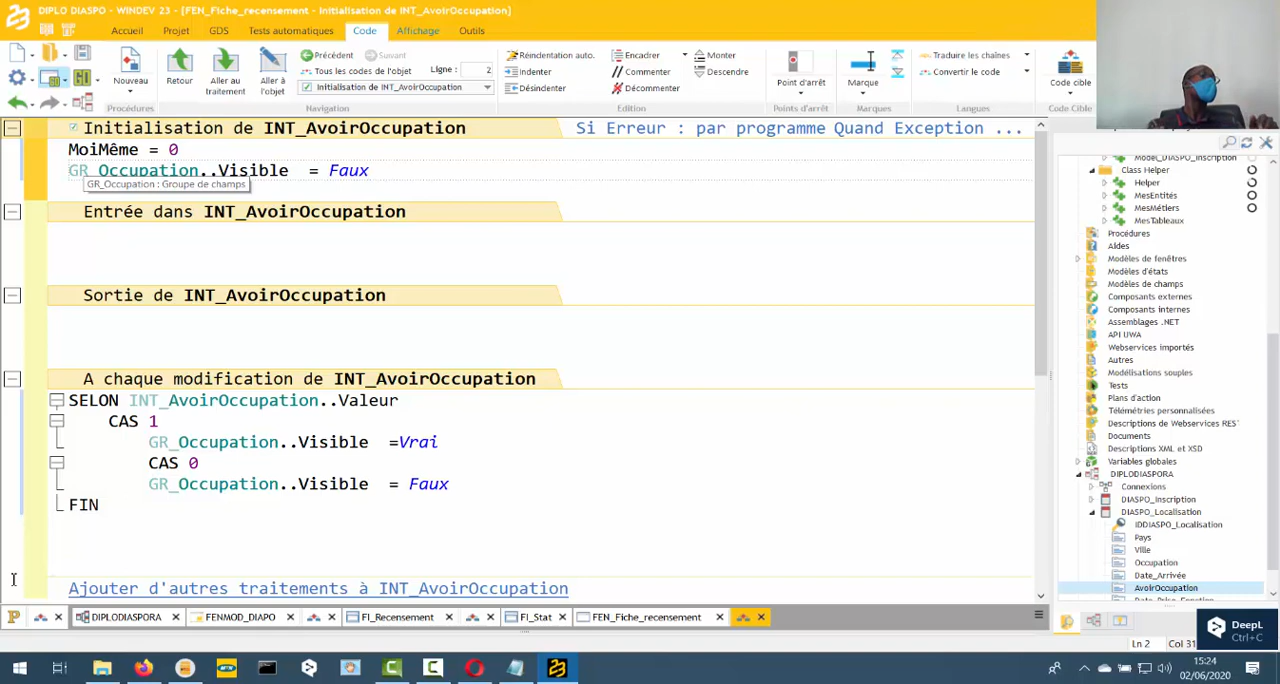 DIPLO DIASPO - WINDEV 23 - [FEN_Fiche_recensement - Initialisation de INT_AvoirOccupation]
Accueil Projet GDS Tests automatiques Code Affichage Outils
Nouveau
Procédures
Retour
Aller au traitement
Aller à l'objet
Précédent Suivant
Tous les codes de l'objet Ligne : 2
Initialisation de INT_AvoirOccupation
Navigation
Réindentation auto. Encadrer Monter
Indenter Commenter Descendre
Désindenter Décommenter
Edition
Point d'arrêt
Points d'arrêt
Marque
Marques
Traduire les chaînes
Convertir le code
Langues
Code cible
Code Cible
Initialisation de INT_AvoirOccupation Si Erreur : par programme Quand Exception ...
MoiMême = 0
GR_Occupation..Visible = Faux
GR_Occupation : Groupe de champs
Entrée dans INT_AvoirOccupation
Sortie de INT_AvoirOccupation
A chaque modification de INT_AvoirOccupation
SELON INT_AvoirOccupation..Valeur
CAS 1
GR_Occupation..Visible =Vrai
CAS 0
GR_Occupation..Visible = Faux
FIN
Ajouter d'autres traitements à INT_AvoirOccupation
Model_DIASPO_Inscription
Class Helper
Helper
MesEntités
MesMétiers
MesTableaux
Procédures
Aides
Modèles de fenêtres
Modèles d'états
Modèles de champs
Composants externes
Composants internes
Assemblages .NET
API UWA
Webservices importés
Autres
Modélisations souples
Tests
Plans d'action
Télémétries personnalisées
Descriptions de Webservices RES
Documents
Descriptions XML et XSD
Variables globales
DIPLODIASPORA
Connexions
DIASPO_Inscription
DIASPO_Localisation
IDDIASPO_Localisation
Pays
Ville
Occupation
Date_Arrivée
AvoirOccupation
DIPLODIASPORA FENMOD_DIAPO FI_Recensement FI_Stat FEN_Fiche_recensement
DeepL
Ctrl+C
Ln 2 Col 31
15:24
02/06/2020